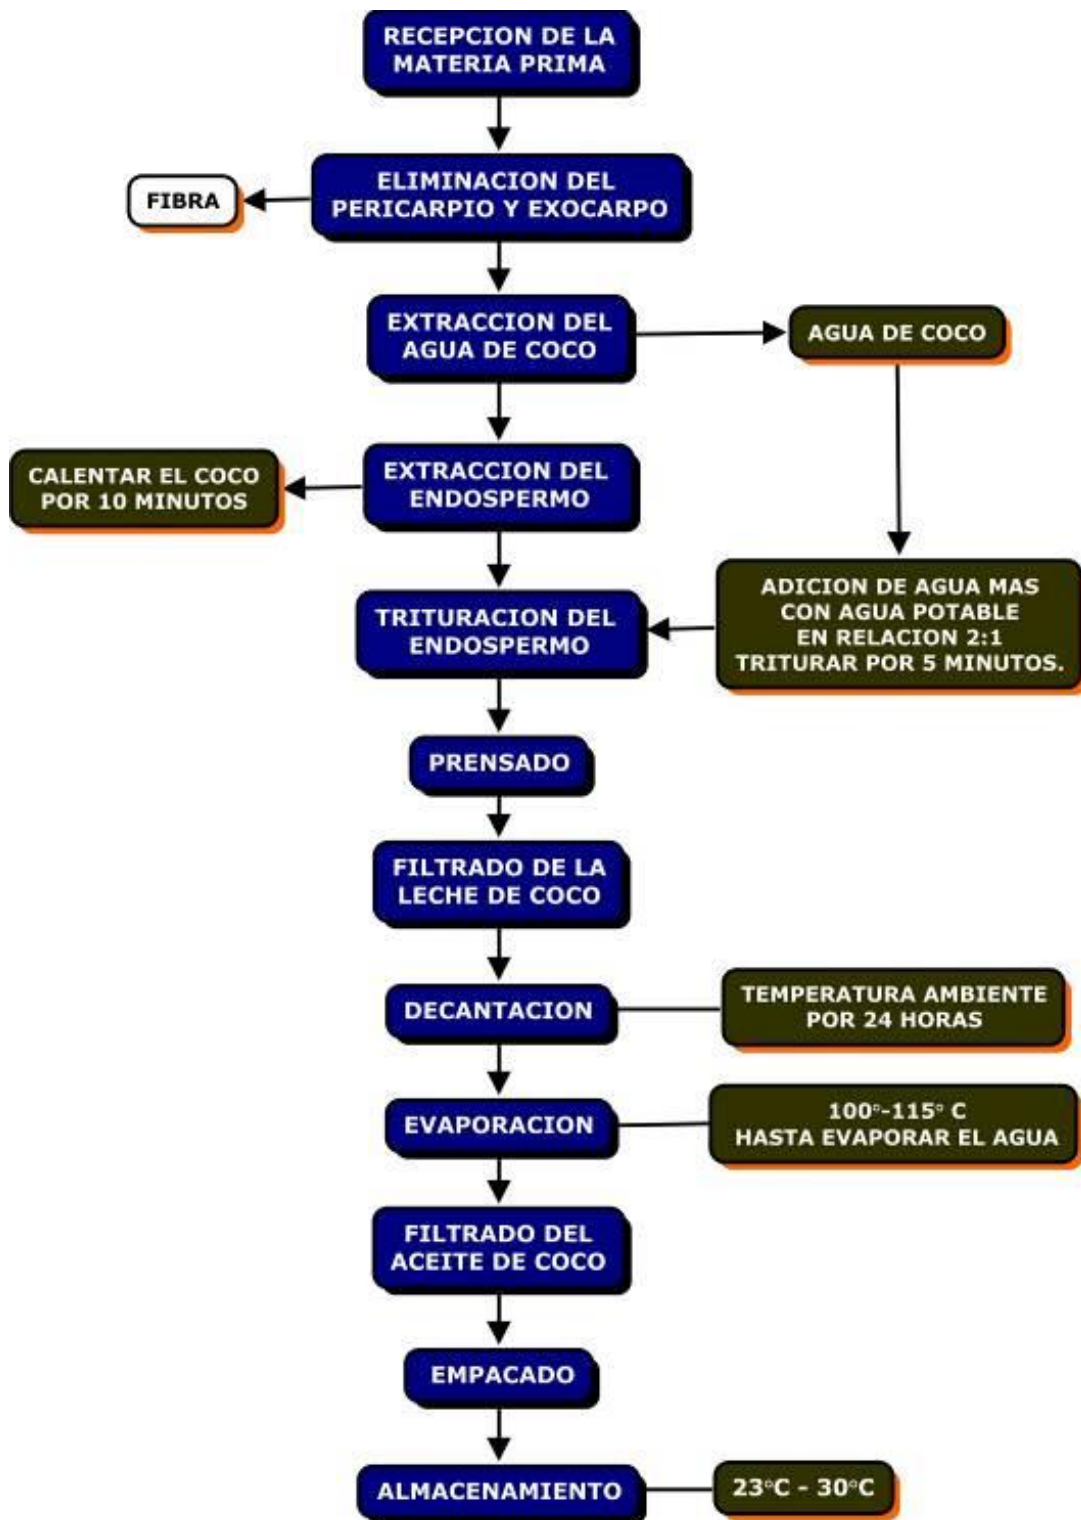 RECEPCION DE LA
MATERIA PRIMA
ELIMINACION DEL
PERICARPIO Y EXOCARPO
FIBRA
EXTRACCION DEL
AGUA DE COCO
AGUA DE COCO
EXTRACCION DEL
ENDOSPERMO
CALENTAR EL COCO
POR 10 MINUTOS
TRITURACION DEL
ENDOSPERMO
ADICION DE AGUA MAS
CON AGUA POTABLE
EN RELACION 2:1
TRITURAR POR 5 MINUTOS.
PRENSADO
FILTRADO DE LA
LECHE DE COCO
DECANTACION
TEMPERATURA AMBIENTE
POR 24 HORAS
EVAPORACION
100°-115° C
HASTA EVAPORAR EL AGUA
FILTRADO DEL
ACEITE DE COCO
EMPACADO
ALMACENAMIENTO
23°C - 30°C